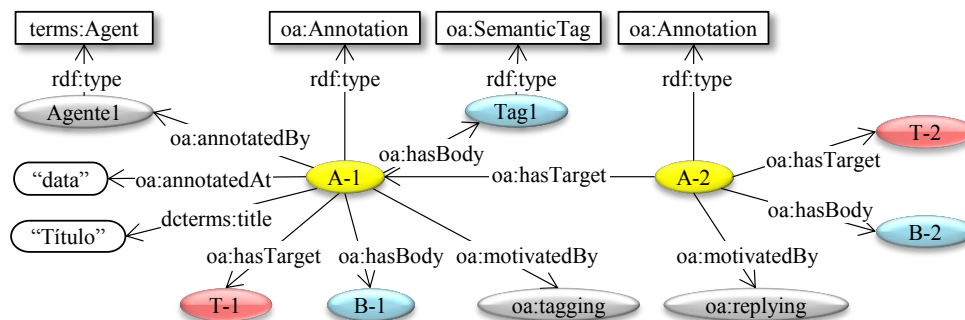 terms:Agent
oa:Annotation
oa:SemanticTag
oa:Annotation
rdf:type
rdf:type
rdf:type
rdf:type
Agente1
Tag1
oa:annotatedBy
oa:hasBody
T-2
oa:hasTarget
"data"
oa:annotatedAt
A-1
oa:hasTarget
A-2
oa:hasBody
dcterms:title
"Título"
B-2
oa:hasTarget
oa:hasBody
oa:motivatedBy
oa:motivatedBy
T-1
B-1
oa:tagging
oa:replying